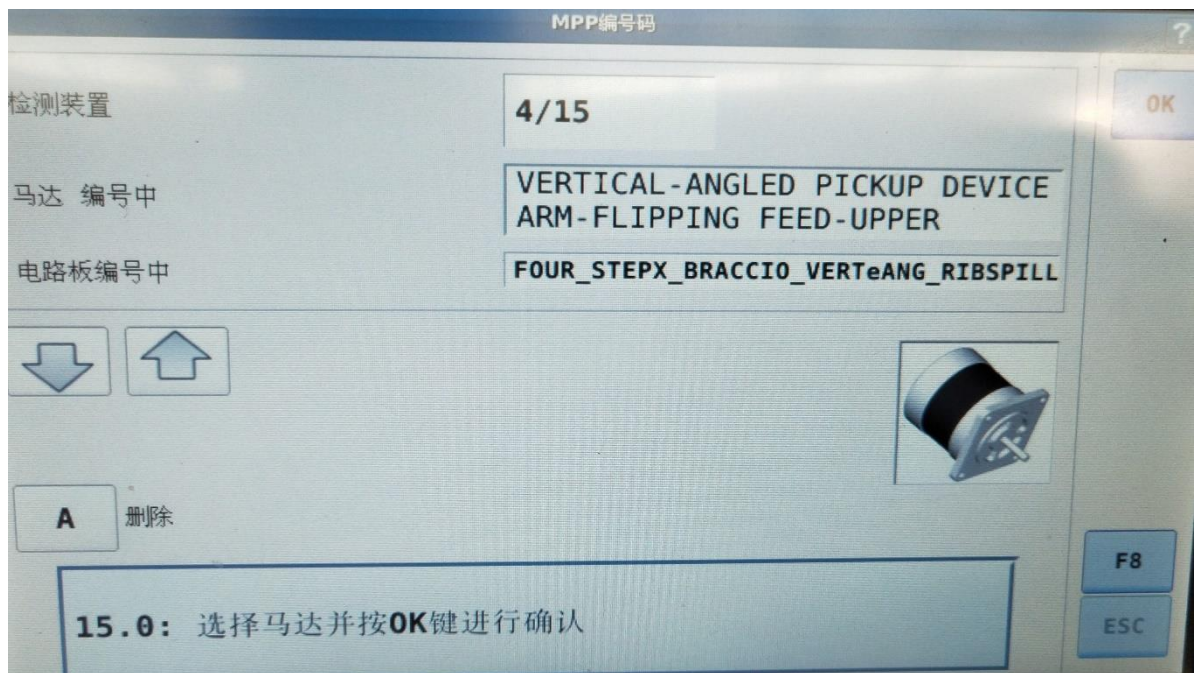 MPP编号码
?
检测装置
4/15
OK
马达 编号中
VERTICAL-ANGLED PICKUP DEVICE
ARM-FLIPPING FEED-UPPER
电路板编号中
FOUR_STEPX_BRACCIO_VERTeANG_RIBSPILL
A 删除
F8
15.0: 选择马达并按OK键进行确认
ESC